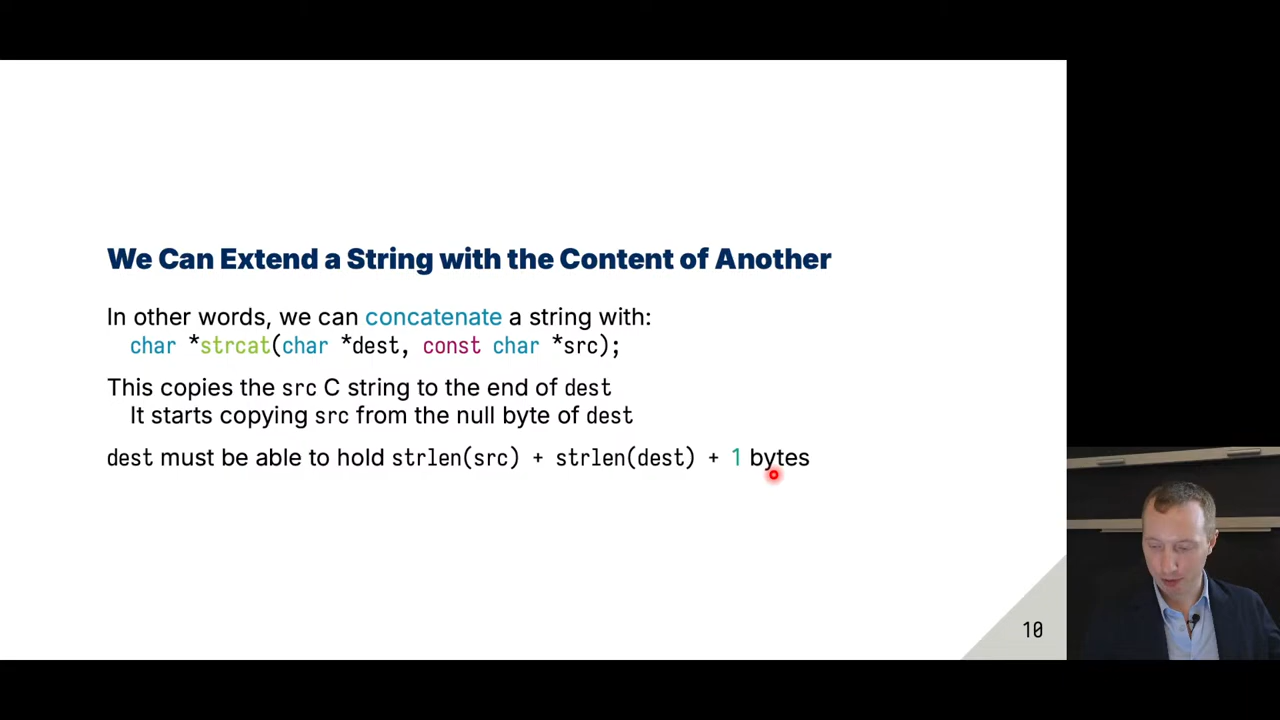 We Can Extend a String with the Content of Another
In other words, we can concatenate a string with:
char *strcat(char *dest, const char *src);
This copies the src C string to the end of dest
It starts copying src from the null byte of dest
dest must be able to hold strlen(src) + strlen(dest) + 1 bytes
10